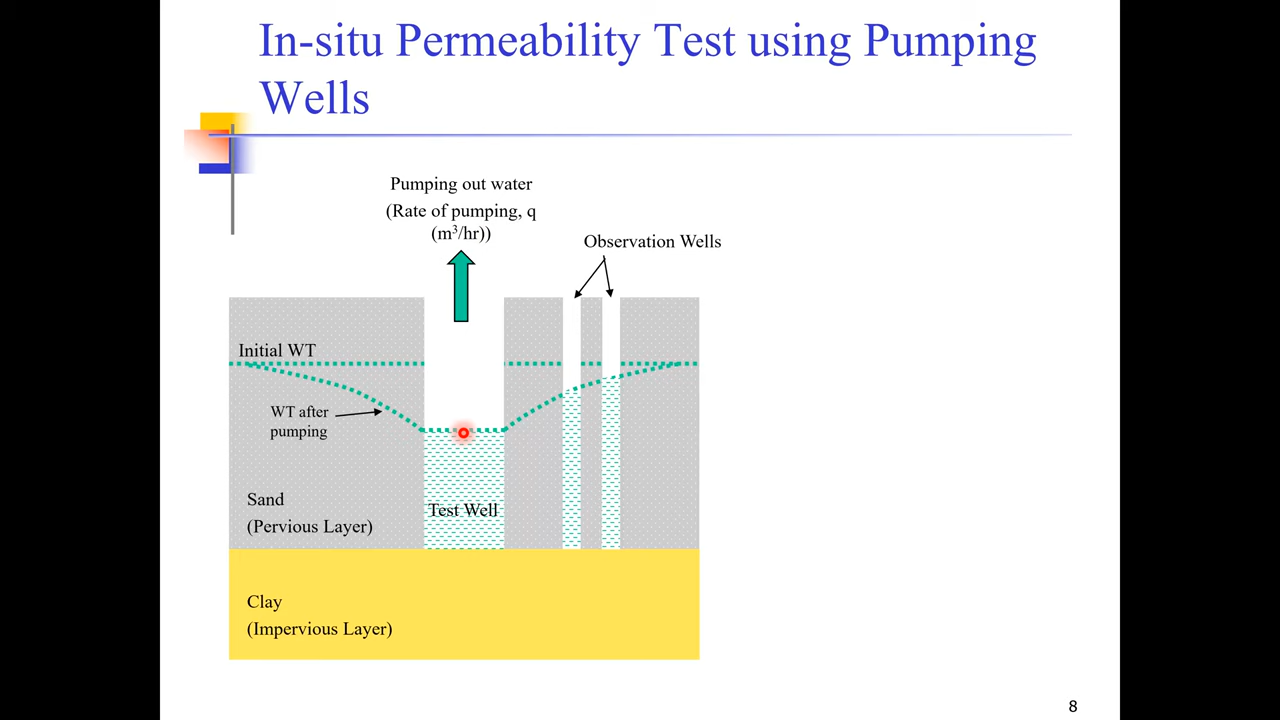 In-situ Permeability Test using Pumping
Wells
Pumping out water
(Rate of pumping, q
(m³/hr))
Observation Wells
Initial WT
WT after
pumping
Sand
(Pervious Layer)
Test Well
Clay
(Impervious Layer)
8